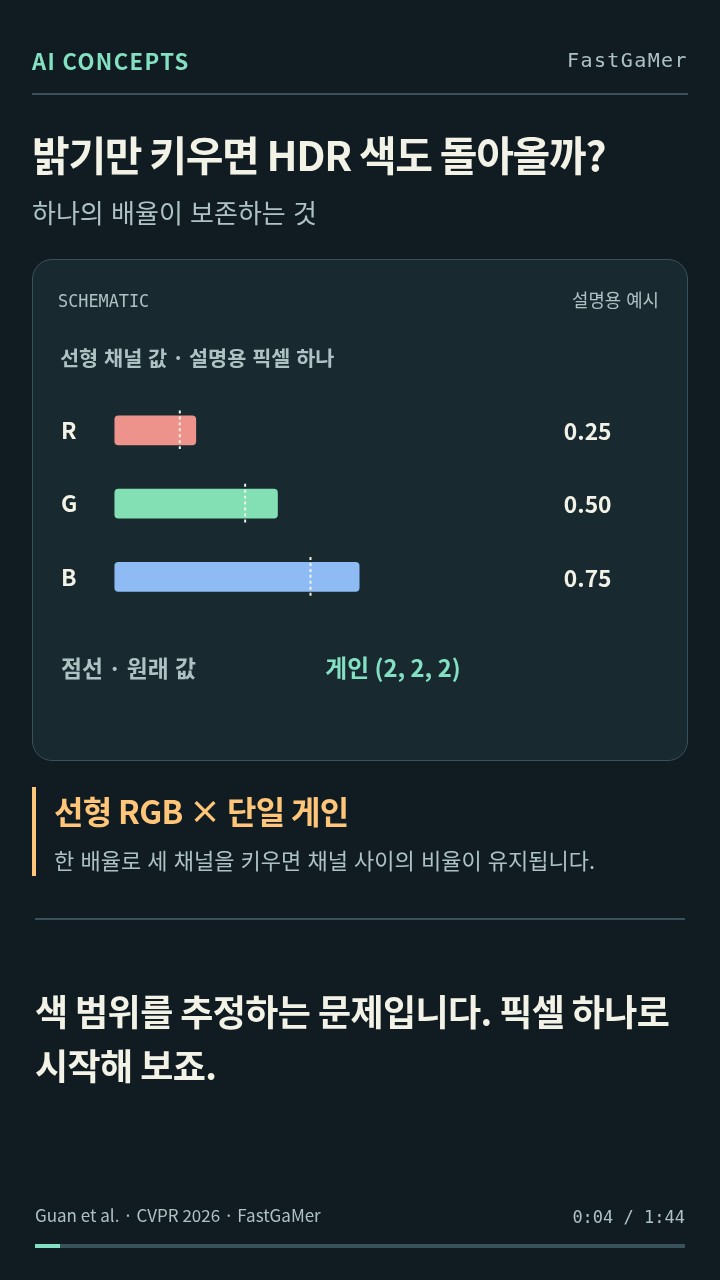 AI CONCEPTS
FastGaMer
밝기만 키우면 HDR 색도 돌아올까?
하나의 배율이 보존하는 것
SCHEMATIC
설명용 예시
선형 채널 값 · 설명용 픽셀 하나
R 0.25
G 0.50
B 0.75
점선 · 원래 값
게인 (2, 2, 2)
선형 RGB × 단일 게인
한 배율로 세 채널을 키우면 채널 사이의 비율이 유지됩니다.
색 범위를 추정하는 문제입니다. 픽셀 하나로
시작해 보죠.
Guan et al. · CVPR 2026 · FastGaMer
0:04 / 1:44